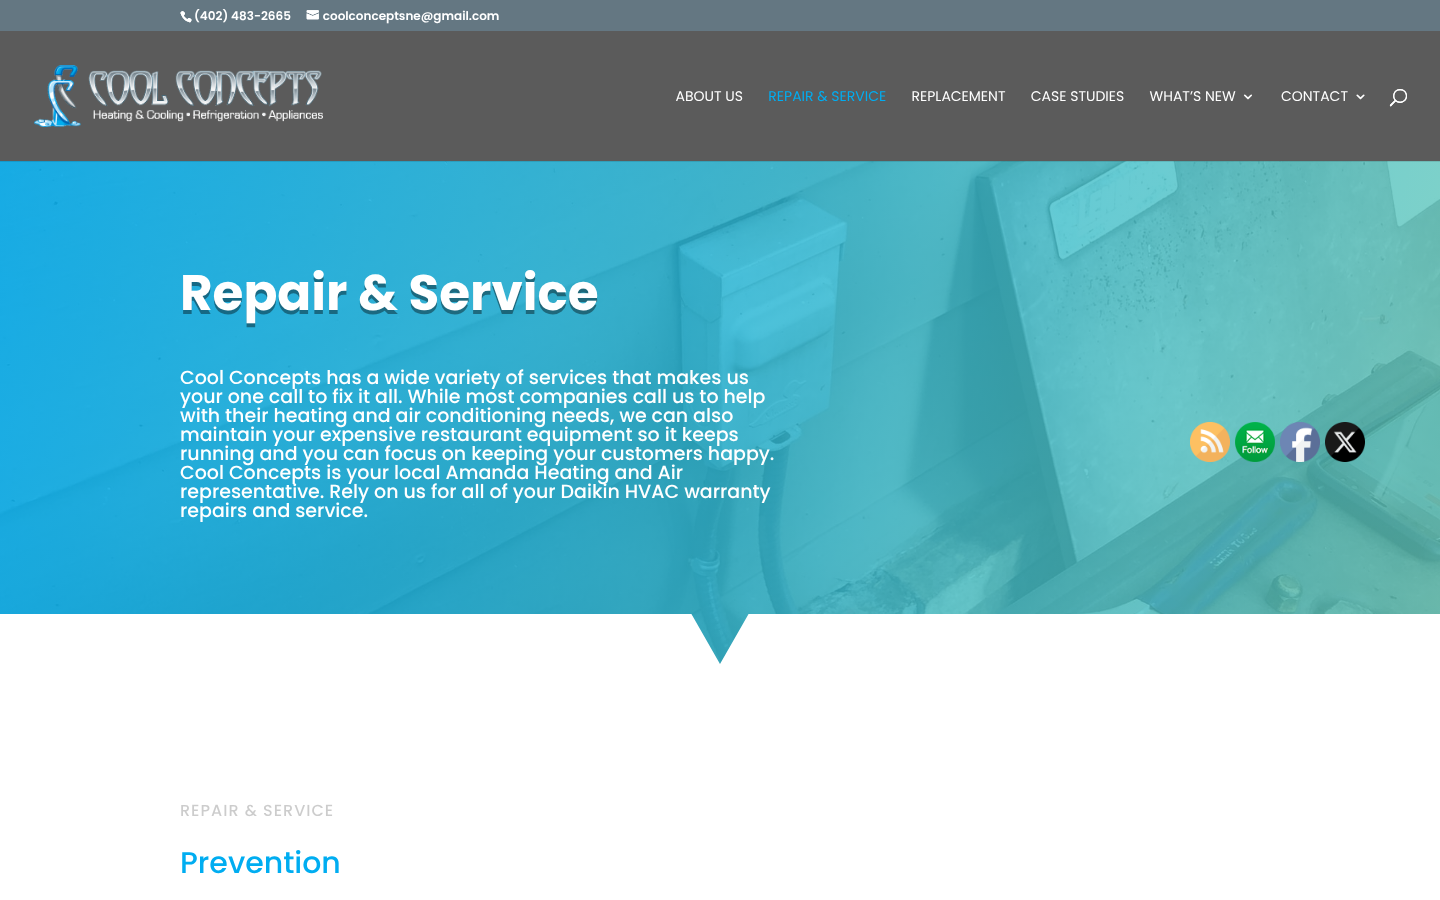 (402) 483-2665 coolconceptsne@gmail.com
COOL CONCEPTS
Heating & Cooling • Refrigeration • Appliances
ABOUT US REPAIR & SERVICE REPLACEMENT CASE STUDIES WHAT’S NEW CONTACT
Repair & Service
Cool Concepts has a wide variety of services that makes us
your one call to fix it all. While most companies call us to help
with their heating and air conditioning needs, we can also
maintain your expensive restaurant equipment so it keeps
running and you can focus on keeping your customers happy.
Cool Concepts is your local Amanda Heating and Air
representative. Rely on us for all of your Daikin HVAC warranty
repairs and service.
Follow
REPAIR & SERVICE
Prevention